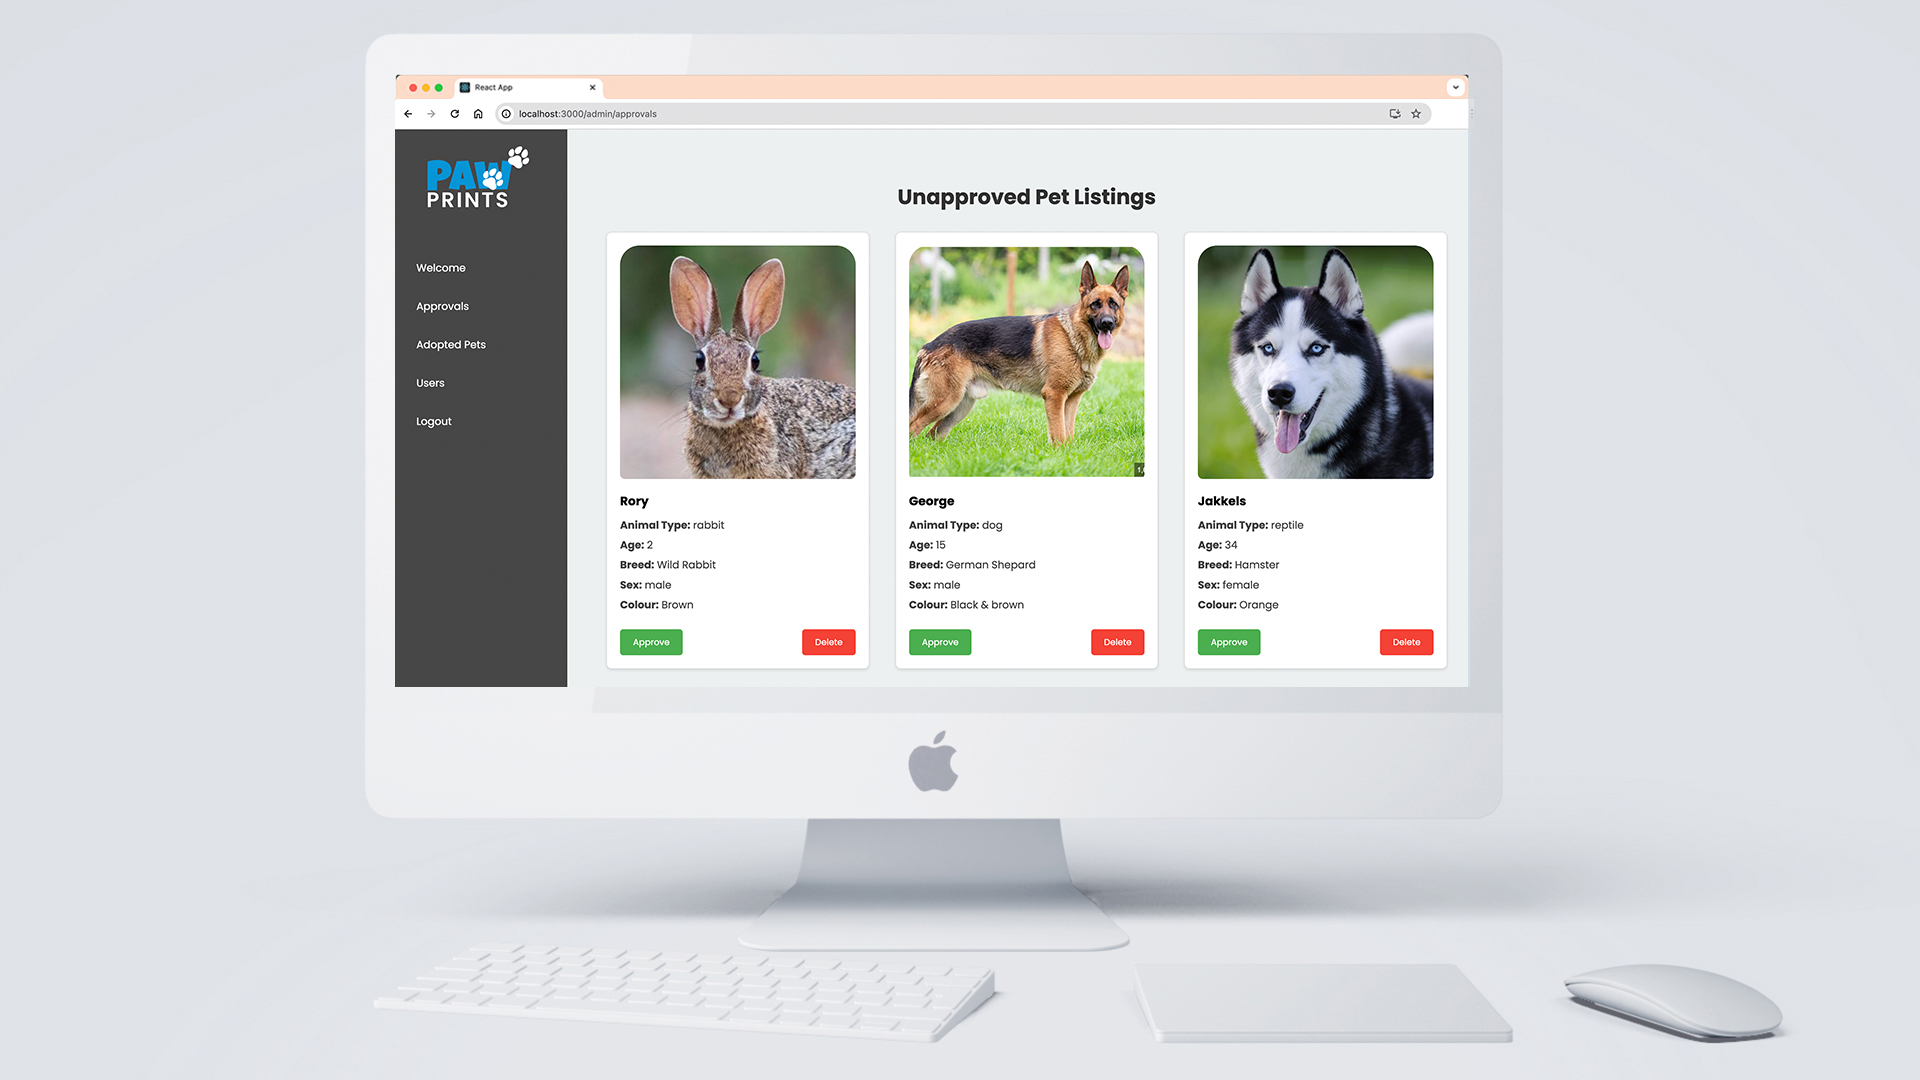 React App
localhost:3000/admin/approvals
PAW
PRINTS
Welcome
Approvals
Adopted Pets
Users
Logout
Unapproved Pet Listings
Rory
Animal Type: rabbit
Age: 2
Breed: Wild Rabbit
Sex: male
Colour: Brown
Approve
Delete
George
Animal Type: dog
Age: 15
Breed: German Shepard
Sex: male
Colour: Black & brown
Approve
Delete
Jakkels
Animal Type: reptile
Age: 34
Breed: Hamster
Sex: female
Colour: Orange
Approve
Delete